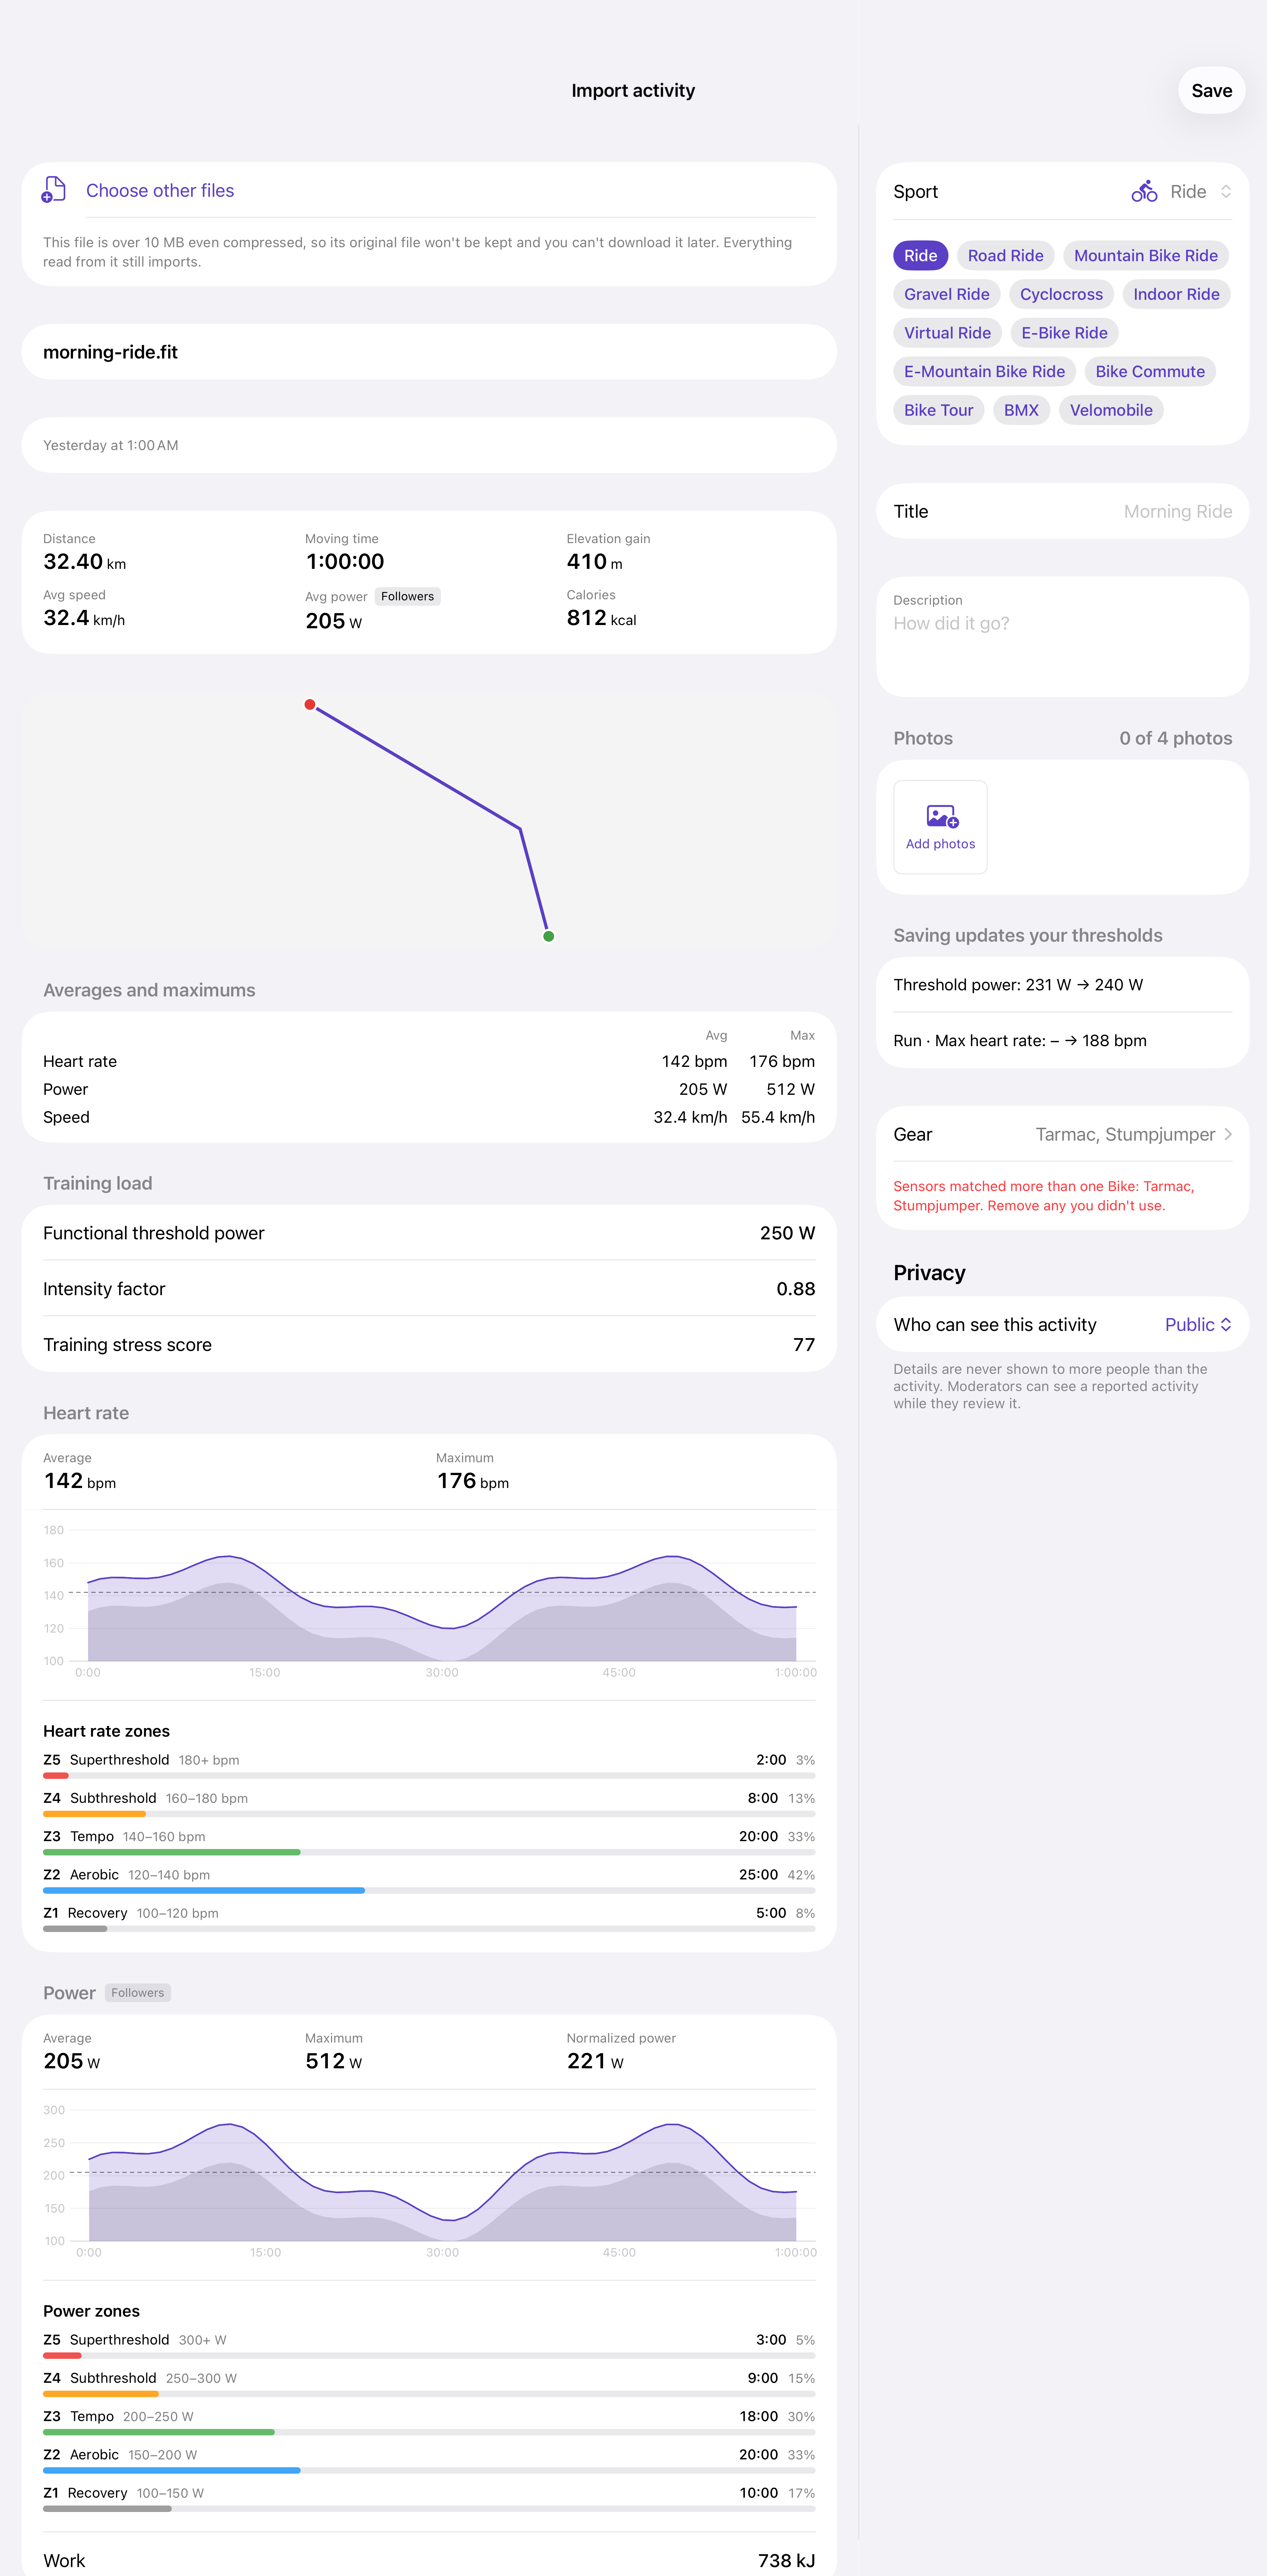 Import activity
Save
Choose other files
This file is over 10 MB even compressed, so its original file won't be kept and you can't download it later. Everything
read from it still imports.
morning-ride.fit
Yesterday at 1:00 AM
Distance
Moving time
Elevation gain
32.40 km
1:00:00
410 m
Avg speed
Avg power Followers
Calories
32.4 km/h
205 W
812 kcal
Averages and maximums
Avg Max
Heart rate 142 bpm 176 bpm
Power 205 W 512 W
Speed 32.4 km/h 55.4 km/h
Training load
Functional threshold power 250 W
Intensity factor 0.88
Training stress score 77
Heart rate
Average
Maximum
142 bpm
176 bpm
180
160
140
120
100
0:00 15:00 30:00 45:00 1:00:00
Heart rate zones
Z5 Superthreshold 180+ bpm 2:00 3%
Z4 Subthreshold 160–180 bpm 8:00 13%
Z3 Tempo 140–160 bpm 20:00 33%
Z2 Aerobic 120–140 bpm 25:00 42%
Z1 Recovery 100–120 bpm 5:00 8%
Power Followers
Average
Maximum
Normalized power
205 W
512 W
221 W
300
250
200
150
100
0:00 15:00 30:00 45:00 1:00:00
Power zones
Z5 Superthreshold 300+ W 3:00 5%
Z4 Subthreshold 250–300 W 9:00 15%
Z3 Tempo 200–250 W 18:00 30%
Z2 Aerobic 150–200 W 20:00 33%
Z1 Recovery 100–150 W 10:00 17%
Work 738 kJ
Sport Ride
Ride Road Ride Mountain Bike Ride
Gravel Ride Cyclocross Indoor Ride
Virtual Ride E-Bike Ride
E-Mountain Bike Ride Bike Commute
Bike Tour BMX Velomobile
Title Morning Ride
Description
How did it go?
Photos 0 of 4 photos
Add photos
Saving updates your thresholds
Threshold power: 231 W → 240 W
Run · Max heart rate: – → 188 bpm
Gear Tarmac, Stumpjumper
Sensors matched more than one Bike: Tarmac,
Stumpjumper. Remove any you didn't use.
Privacy
Who can see this activity Public
Details are never shown to more people than the
activity. Moderators can see a reported activity
while they review it.